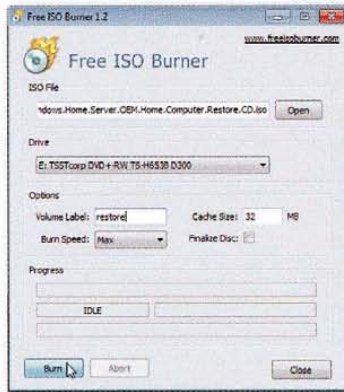 Free ISO Burner 1.2
www.freeisoburner.com
Free ISO Burner
ISO File
ndows.Home.Server.OEM.Home.Computer.Restore.CD.iso Open
Drive
E: TSSTcorp DVD+-RW TS-H653B D300
Options
Volume Label: restore Cache Size: 32 MB
Burn Speed: Max Finalize Disc:
Progress
IDLE
Burn Abort Close